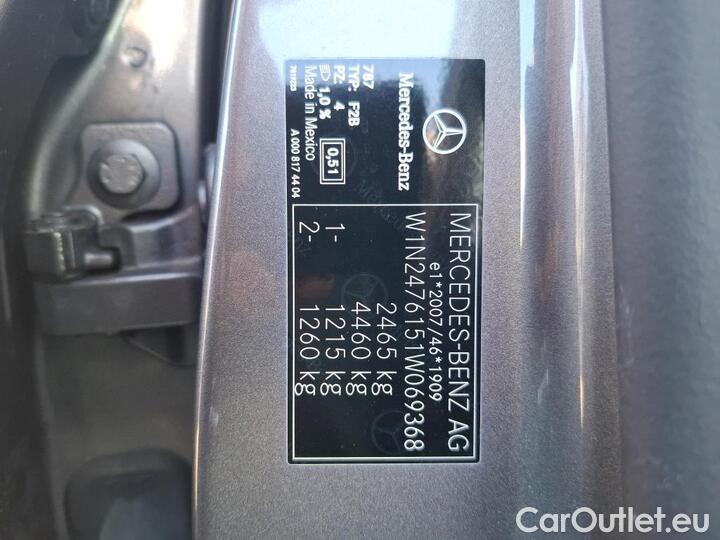 Mercedes-Benz
787
TYP: F2B
PZ: 4
1,0 %
0,51
Made in Mexico
A 000 817 44 04
MERCEDES-BENZ AG
e1*2007/46*1909
W1N2476151W069368
2465 kg
4460 kg
1- 1215 kg
2- 1260 kg
CarOutlet.eu